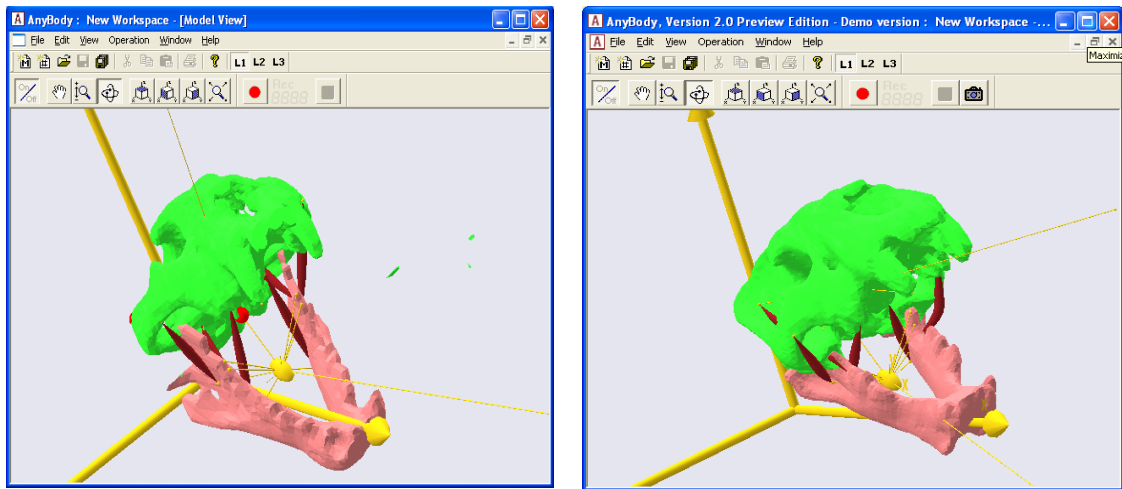 AnyBody : New Workspace - [Model View]
File Edit View Operation Window Help
M L1 L2 L3
On Off Rec 8888
AnyBody, Version 2.0 Preview Edition - Demo version : New Workspace -...
File Edit View Operation Window Help
Maximiz
M L1 L2 L3
On Off Rec 8888